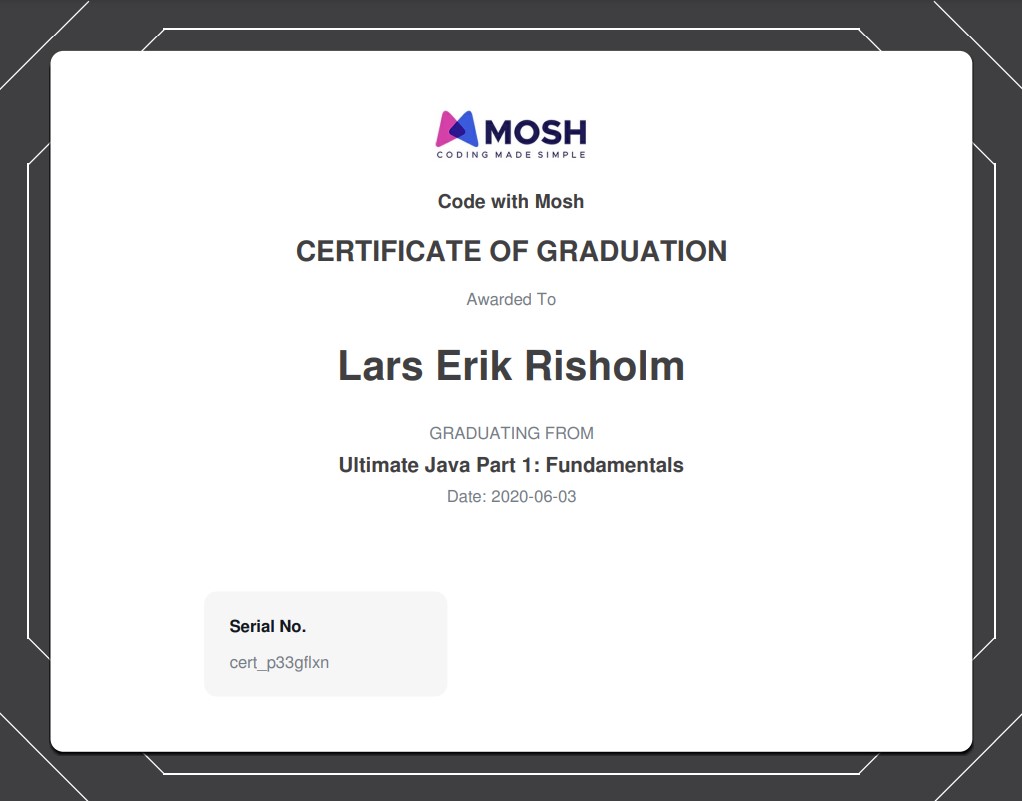 MOSH
CODING MADE SIMPLE
Code with Mosh
CERTIFICATE OF GRADUATION
Awarded To
Lars Erik Risholm
GRADUATING FROM
Ultimate Java Part 1: Fundamentals
Date: 2020-06-03
Serial No.
cert_p33gflxn